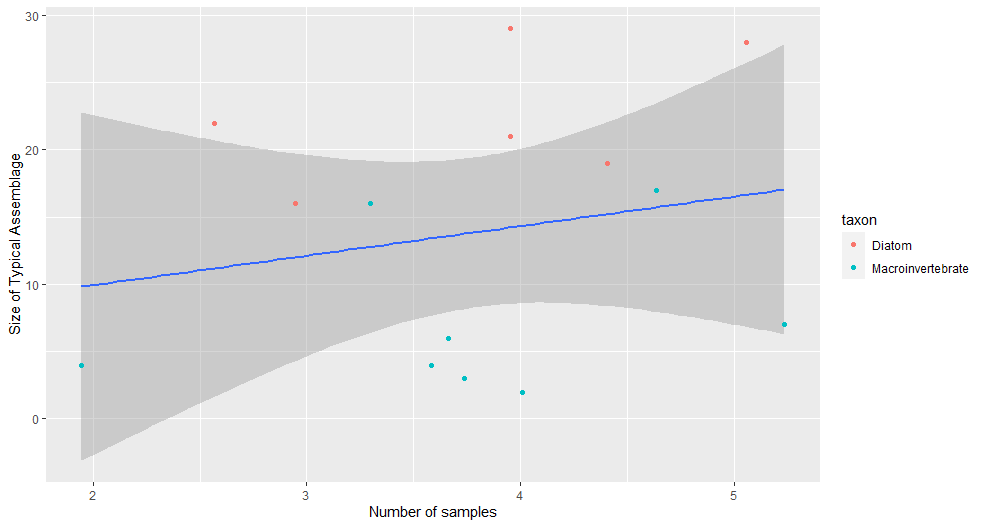 30
20
10
0
Size of Typical Assemblage
2
3
4
5
Number of samples
taxon
Diatom
Macroinvertebrate